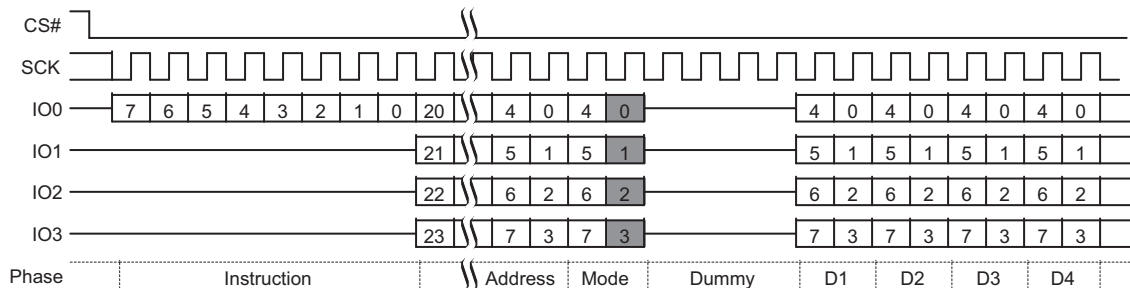 CS#
SCK
IO0 7 6 5 4 3 2 1 0 20 4 0 4 0 4 0 4 0 4 0 4 0
IO1 21 5 1 5 1 5 1 5 1 5 1 5 1
IO2 22 6 2 6 2 6 2 6 2 6 2 6 2
IO3 23 7 3 7 3 7 3 7 3 7 3 7 3
Phase Instruction Address Mode Dummy D1 D2 D3 D4